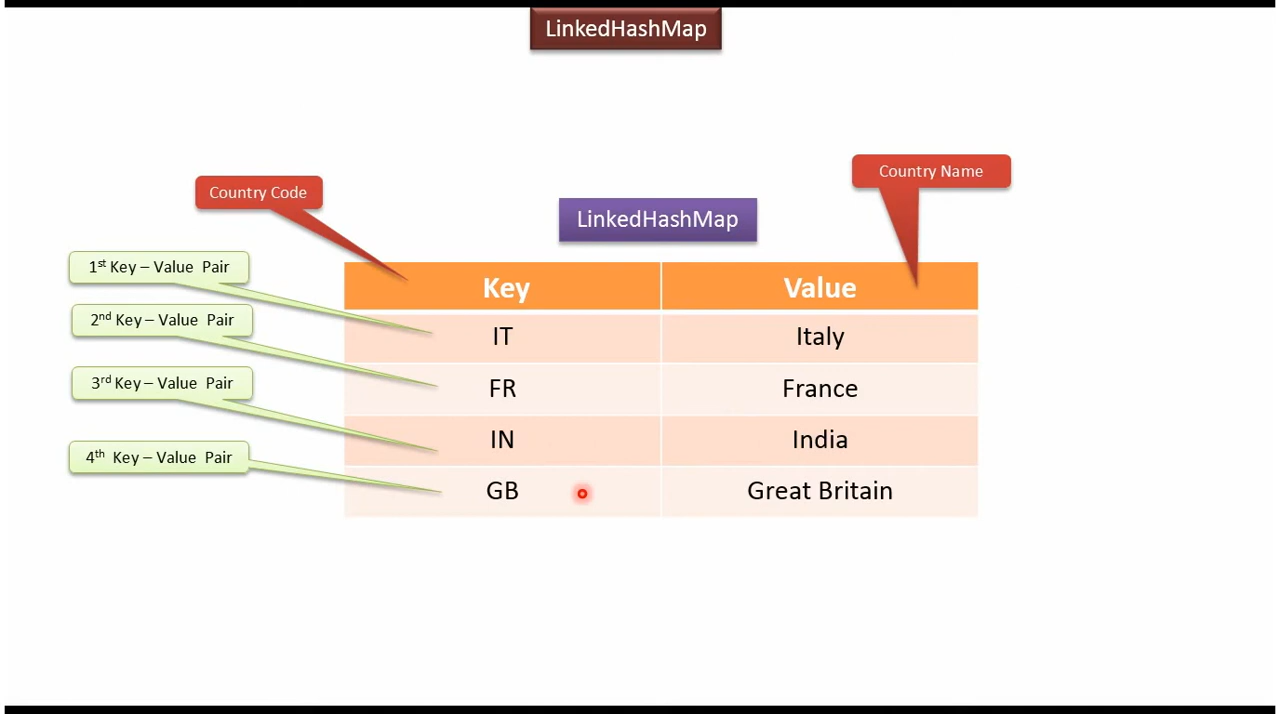 LinkedHashMap
Country Name
Country Code
LinkedHashMap
1st Key – Value Pair
Key Value
2nd Key – Value Pair
IT Italy
3rd Key – Value Pair
FR France
IN India
4th Key – Value Pair
GB Great Britain